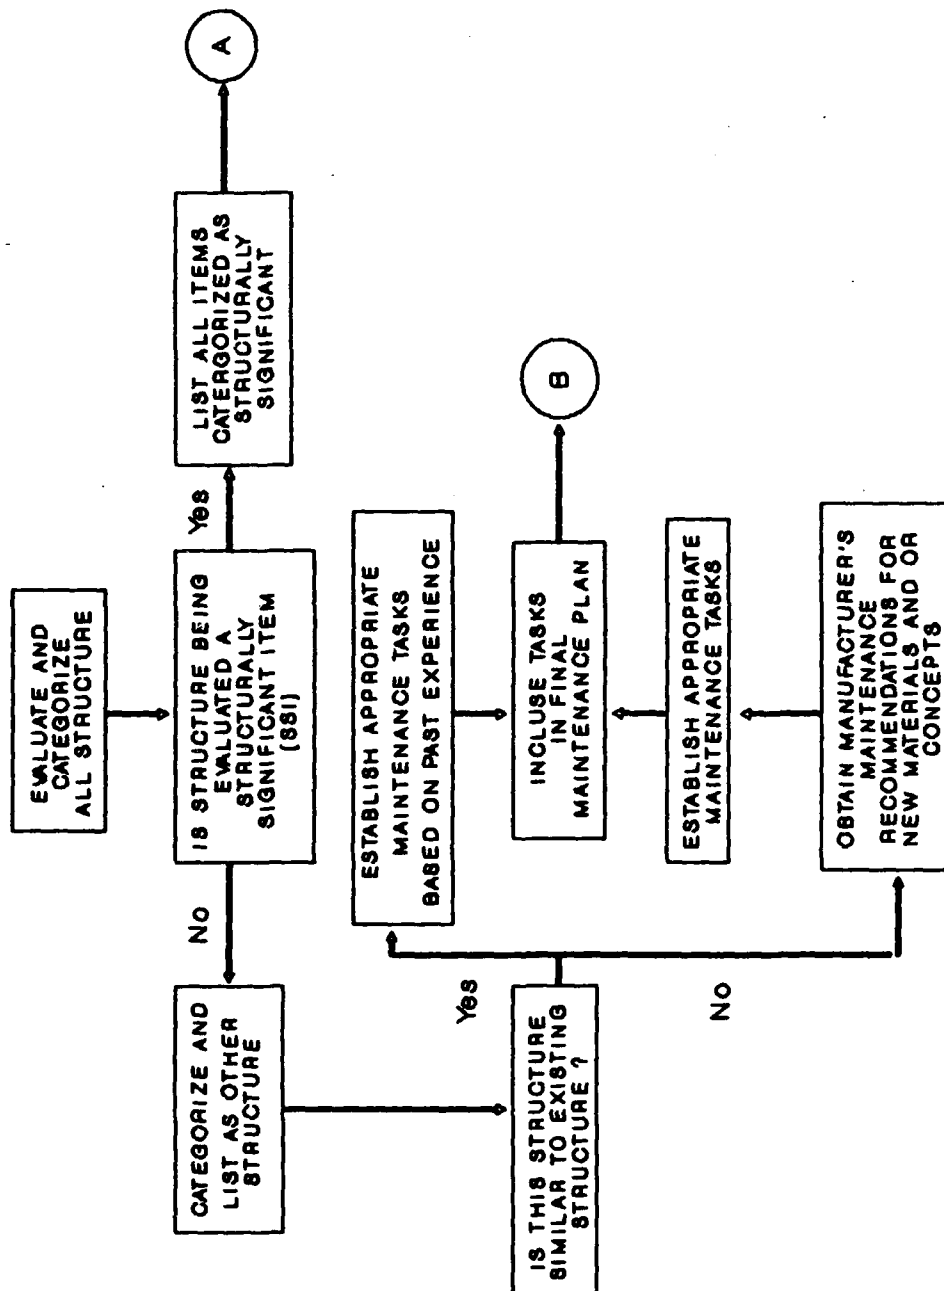 EVALUATE AND
CATEGORIZE
ALL STRUCTURE
IS STRUCTURE BEING
EVALUATED A
STRUCTURALLY
SIGNIFICANT ITEM
(SSI)
No
Yes
CATEGORIZE AND
LIST AS OTHER
STRUCTURE
LIST ALL ITEMS
CATERGORIZED AS
STRUCTURALLY
SIGNIFICANT
A
IS THIS STRUCTURE
SIMILAR TO EXISTING
STRUCTURE ?
Yes
No
ESTABLISH APPROPRIATE
MAINTENANCE TASKS
BASED ON PAST EXPERIENCE
INCLUSE TASKS
IN FINAL
MAINTENANCE PLAN
B
ESTABLISH APPROPRIATE
MAINTENANCE TASKS
OBTAIN MANUFACTURER'S
MAINTENANCE
RECOMMENDATIONS FOR
NEW MATERIALS AND OR
CONCEPTS